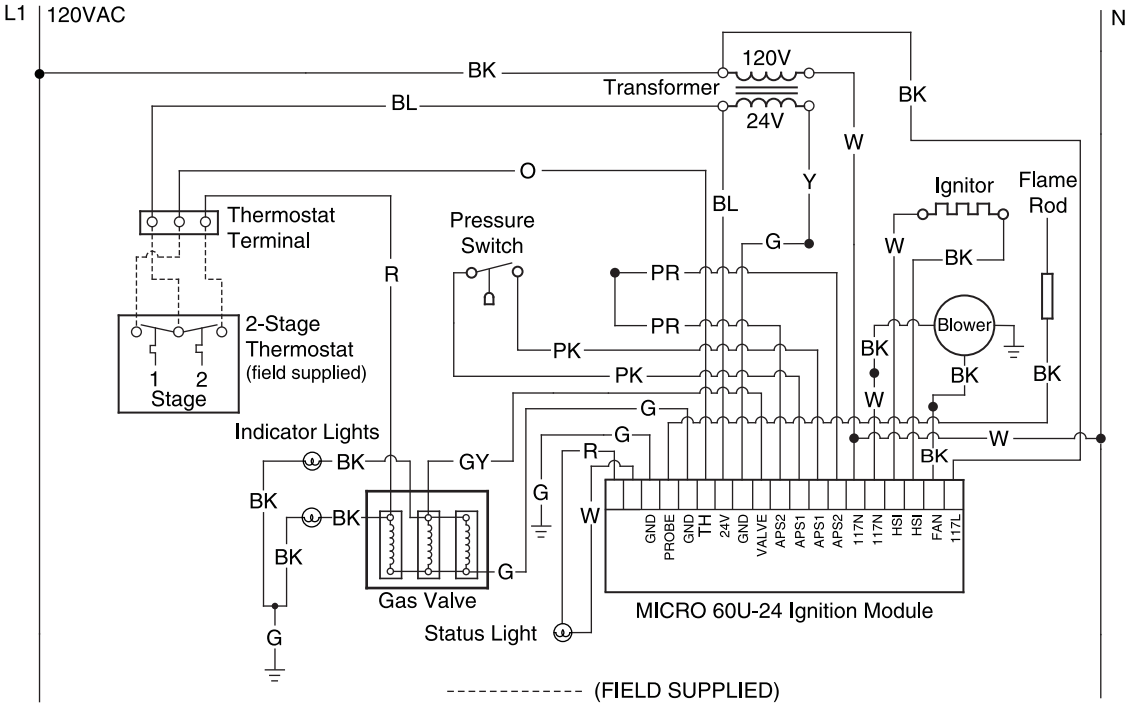 L1
120VAC
N
BK
120V
Transformer
BL
24V
BK
W
O
Y
BL
Thermostat
Terminal
Pressure
Switch
G
Ignitor
Flame
Rod
W
BK
R
PR
PR
2-Stage
Thermostat
(field supplied)
1
2
Stage
PK
PK
Blower
BK
BK
BK
W
Indicator Lights
G
G
R
W
BK
BK
GY
BK
G
W
BK
BK
GND
PROBE
GND
TH
24V
GND
VALVE
APS2
APS1
APS1
APS2
117N
117N
HSI
HSI
FAN
117L
G
Gas Valve
MICRO 60U-24 Ignition Module
Status Light
G
(FIELD SUPPLIED)